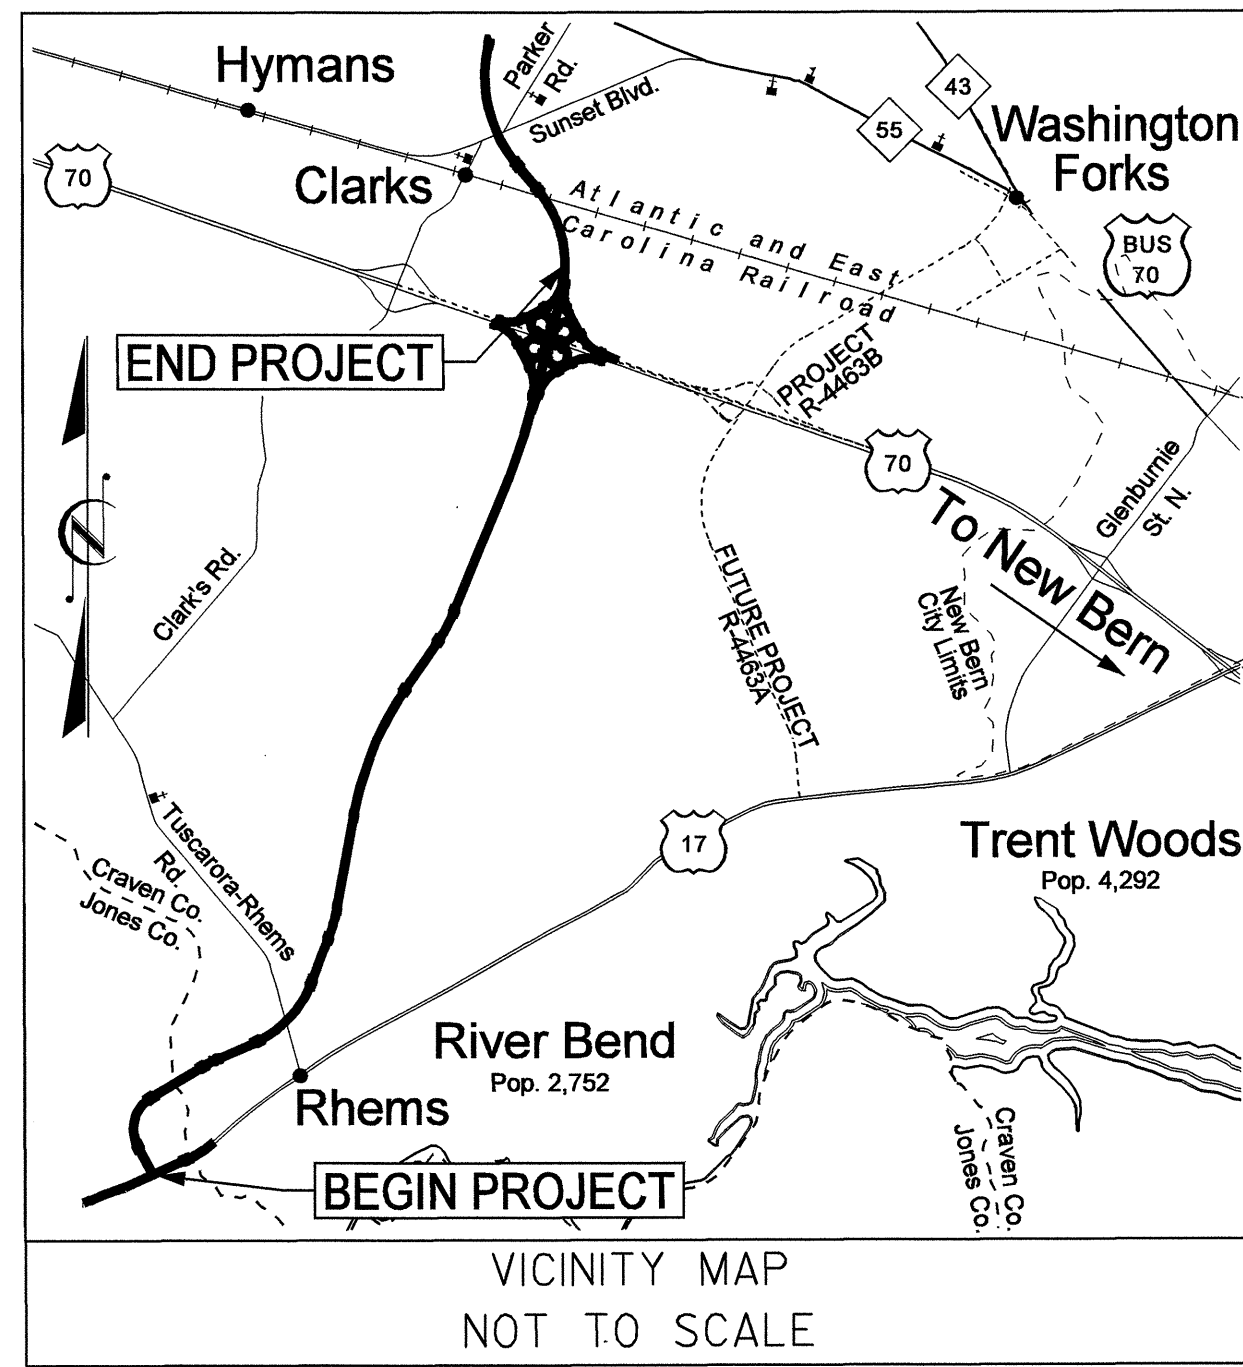 Hymans
Parker
Rd.
Sunset Blvd.
43
55
Washington
Forks
70
Clarks
Atlantic and East
Carolina Railroad
BUS
70
END PROJECT
PROJECT
R-4463B
70
Glenburnie
St. N.
To New Bern
Clark's Rd.
N
FUTURE PROJECT
R-4463A
New Bern
City Limits
Tuscarora-Rhems
Rd.
Craven Co.
Jones Co.
17
Trent Woods
Pop. 4,292
River Bend
Pop. 2,752
Rhems
Craven Co.
Jones Co.
BEGIN PROJECT
VICINITY MAP
NOT TO SCALE